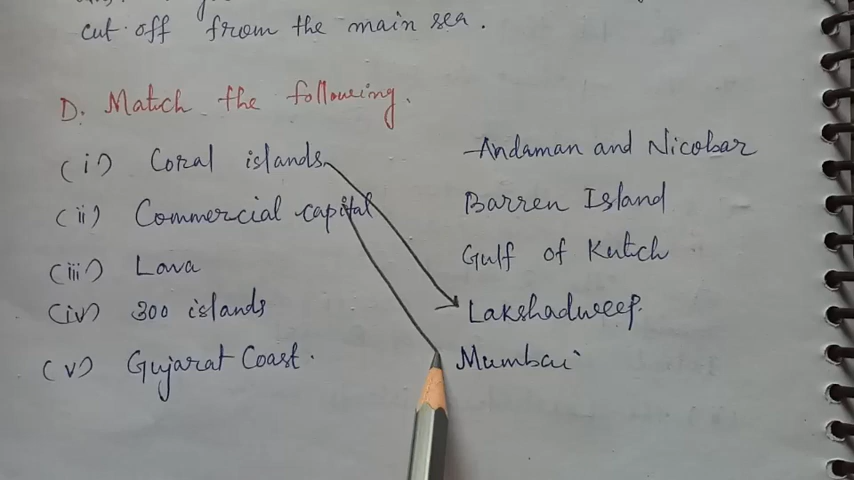 cut off from the main sea.
D. Match the following.
(i) Coral islands Andaman and Nicobar
(ii) Commercial capital Barren Island
(iii) Lava Gulf of Kutch
(iv) 300 islands Lakshadweep.
(v) Gujarat Coast. Mumbai